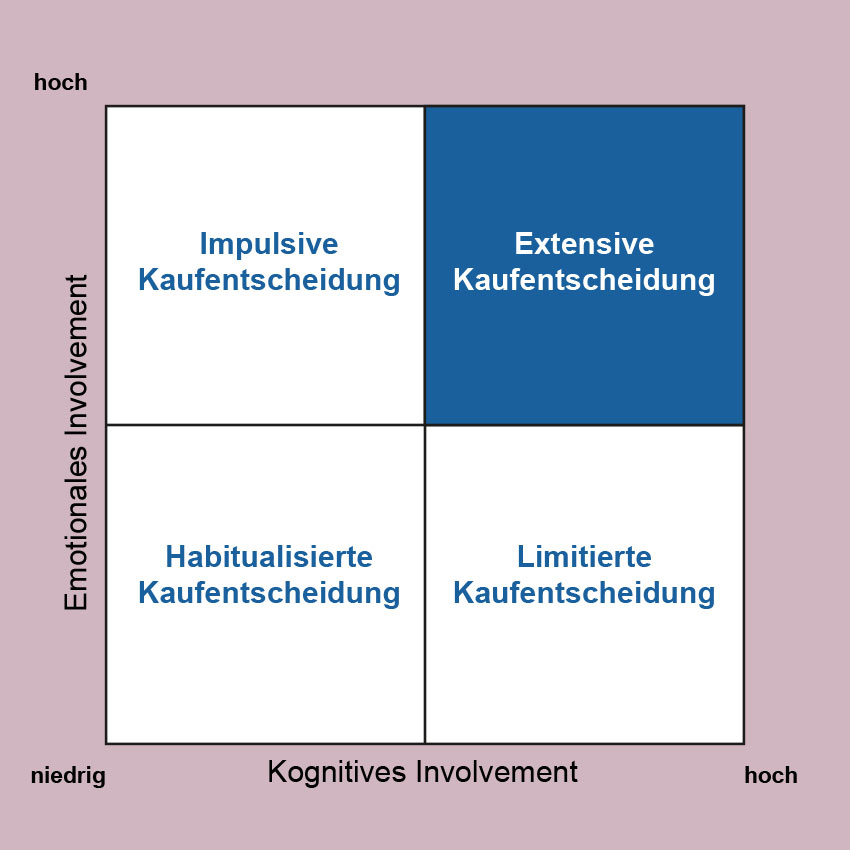 hoch
Impulsive
Kaufentscheidung
Extensive
Kaufentscheidung
Emotionales Involvement
Habitualisierte
Kaufentscheidung
Limitierte
Kaufentscheidung
niedrig
Kognitives Involvement
hoch